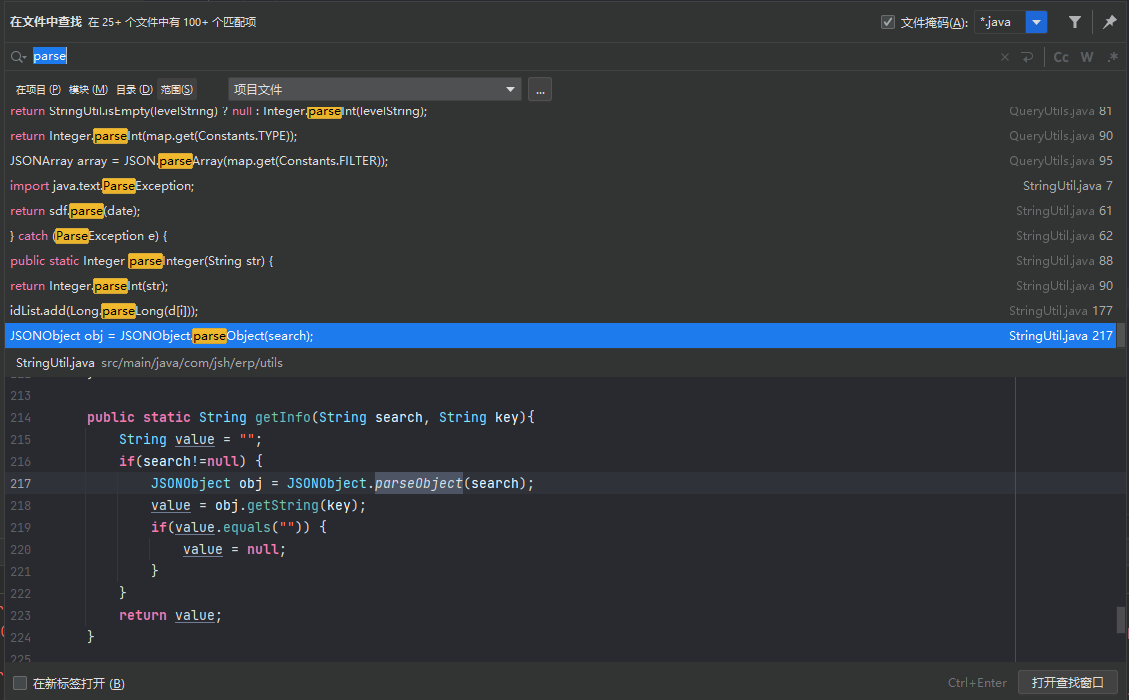 在文件中查找 在 25+ 个文件中有 100+ 个匹配项 文件掩码(A): *.java
parse Cc W .*
在项目 (P) 模块 (M) 目录 (D) 范围(S) 项目文件 ...
return StringUtil.isEmpty(levelString) ? null : Integer.parseInt(levelString); QueryUtils.java 81
return Integer.parseInt(map.get(Constants.TYPE)); QueryUtils.java 90
JSONArray array = JSON.parseArray(map.get(Constants.FILTER)); QueryUtils.java 95
import java.text.ParseException; StringUtil.java 7
return sdf.parse(date); StringUtil.java 61
} catch (ParseException e) { StringUtil.java 62
public static Integer parseInteger(String str) { StringUtil.java 88
return Integer.parseInt(str); StringUtil.java 90
idList.add(Long.parseLong(d[i])); StringUtil.java 177
JSONObject obj = JSONObject.parseObject(search); StringUtil.java 217
StringUtil.java src/main/java/com/jsh/erp/utils
213
214 public static String getInfo(String search, String key){
215 String value = "";
216 if(search!=null) {
217 JSONObject obj = JSONObject.parseObject(search);
218 value = obj.getString(key);
219 if(value.equals("")) {
220 value = null;
221 }
222 }
223 return value;
224 }
225
在新标签打开 (B) Ctrl+Enter 打开查找窗口